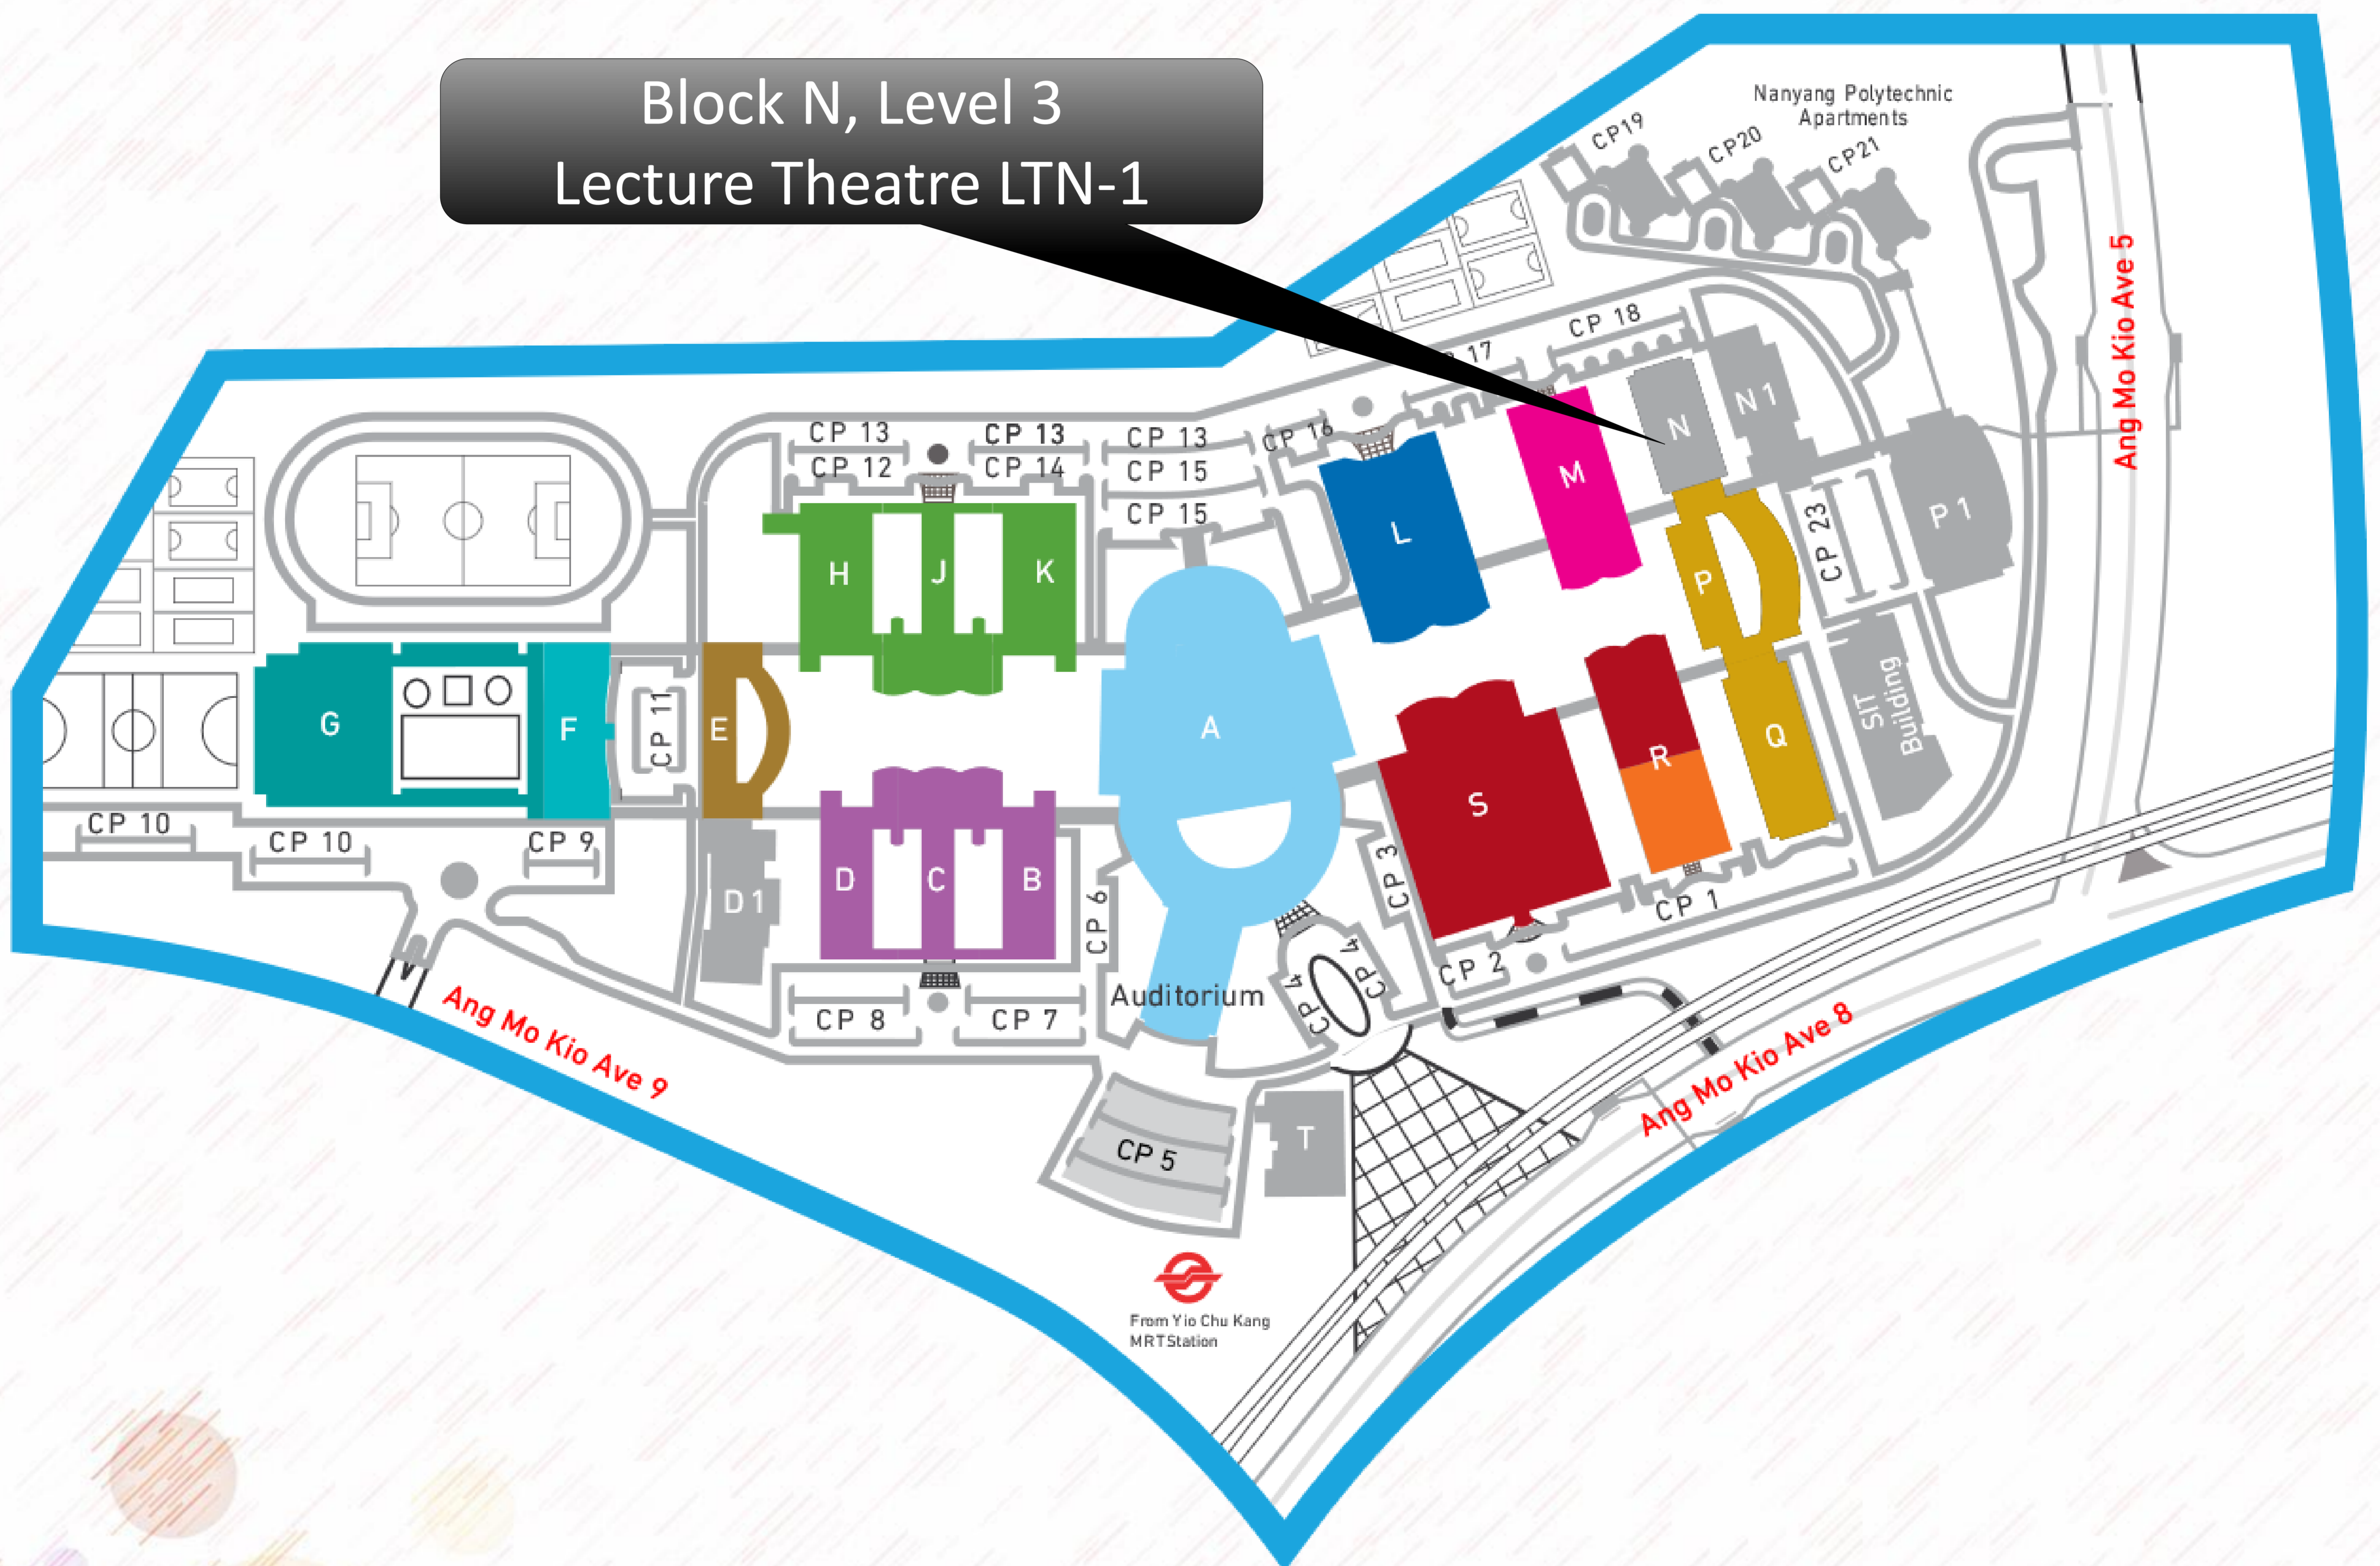 Block N, Level 3
Lecture Theatre LTN-1
Nanyang Polytechnic
Apartments
CP19
CP20
CP21
Ang Mo Kio Ave 5
CP 18
17
N
N1
M
CP 13
CP 13
CP 13
CP 16
CP 12
CP 14
CP 15
CP 15
L
P1
CP 23
P
H
J
K
G
F
CP 11
E
A
SIT
Building
Q
R
S
CP 10
CP 10
CP 9
D1
D
C
B
CP 6
CP 3
CP 1
CP 2
CP 4
CP 4
Auditorium
CP 8
CP 7
Ang Mo Kio Ave 9
Ang Mo Kio Ave 8
CP 5
T
From Yio Chu Kang
MRTStation